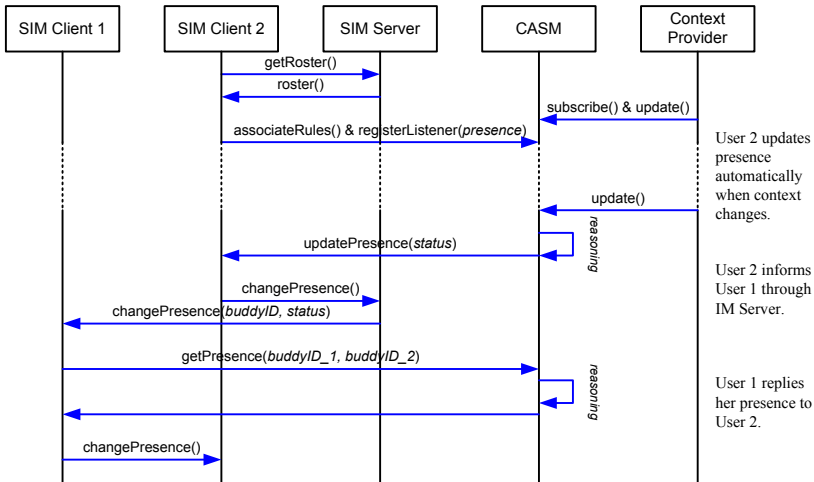 SIM Client 1
SIM Client 2
SIM Server
CASM
Context
Provider
getRoster()
roster()
subscribe() & update()
associateRules() & registerListener(presence)
User 2 updates
presence
automatically
when context
changes.
update()
reasoning
updatePresence(status)
User 2 informs
User 1 through
IM Server.
changePresence()
changePresence(buddyID, status)
getPresence(buddyID_1, buddyID_2)
reasoning
User 1 replies
her presence to
User 2.
changePresence()